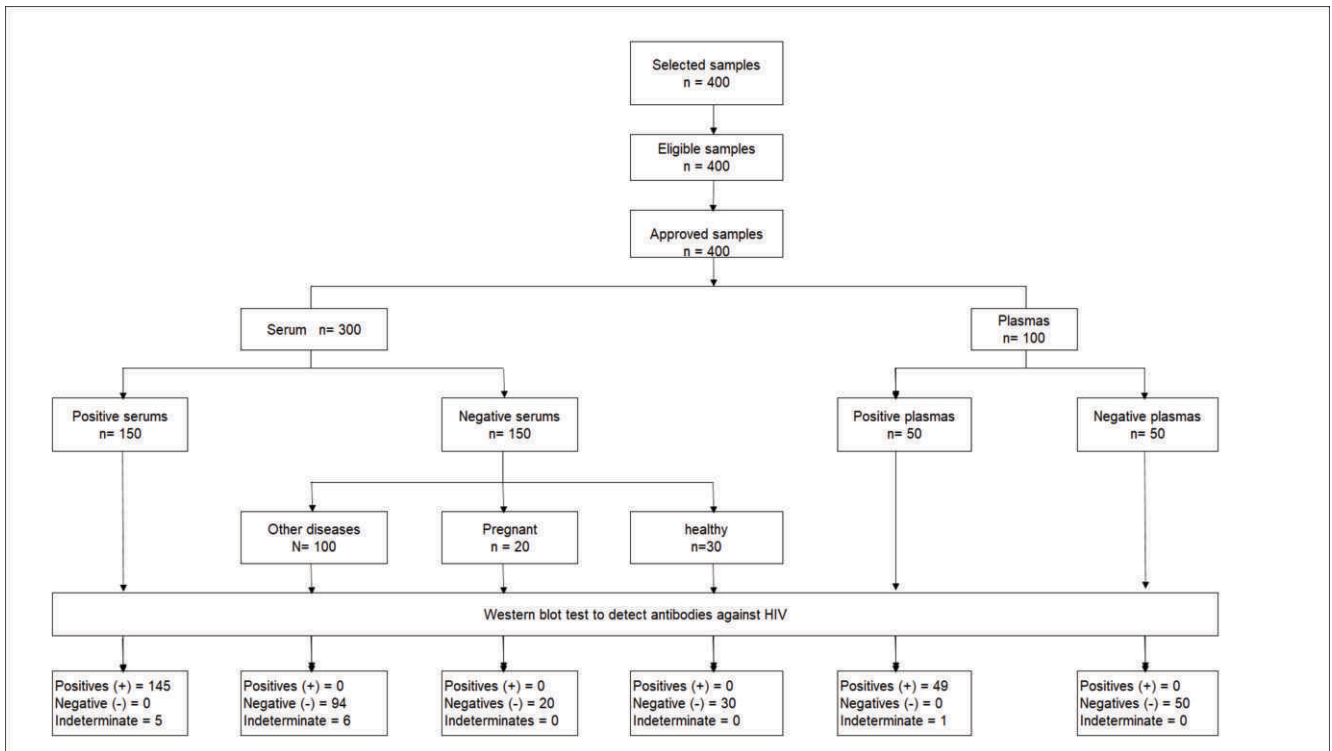 Selected samples
n = 400
Eligible samples
n = 400
Approved samples
n =400
Serum n= 300
Plasmas
n= 100
Positive serums
n= 150
Negative serums
n= 150
Positive plasmas
n= 50
Negative plasmas
n= 50
Other diseases
N= 100
Pregnant
n = 20
healthy
n=30
Western blot test to detect antibodies against HIV
Positives (+) = 145
Negative (-) = 0
Indeterminate = 5
Positives (+) = 0
Negative (-) = 94
Indeterminate = 6
Positives (+) = 0
Negatives (-) = 20
Indeterminates = 0
Positives (+) = 0
Negative (-) = 30
Indeterminate = 0
Positives (+) = 49
Negatives (-) = 0
Indeterminate = 1
Positives (+) = 0
Negatives (-) = 50
Indeterminate = 0